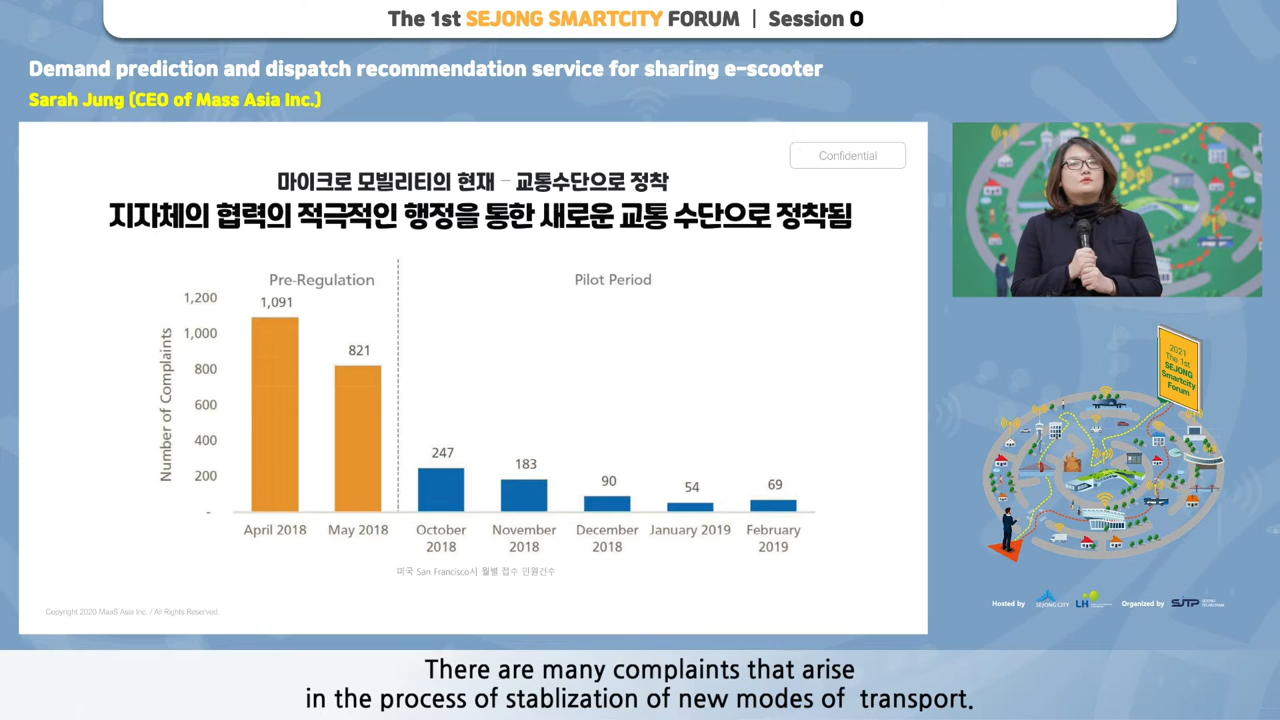 The 1st SEJONG SMARTCITY FORUM | Session 0
Demand prediction and dispatch recommendation service for sharing e-scooter
Sarah Jung (CEO of Mass Asia Inc.)
Confidential
마이크로 모빌리티의 현재 - 교통수단으로 정착
지자체의 협력의 적극적인 행정을 통한 새로운 교통 수단으로 정착됨
Pre-Regulation
Pilot Period
Number of Complaints
1,200
1,000
800
600
400
200
-
1,091
821
247
183
90
54
69
April 2018
May 2018
October 2018
November 2018
December 2018
January 2019
February 2019
미국 San Francisco시 월별 접수 민원건수
Copyright 2020 MaaS Asia Inc. / All Rights Reserved.
2021
The 1st
SEJONG
Smartcity
Forum
Hosted by
SEJONG CITY
LH
Organized by
SJTP
There are many complaints that arise
in the process of stablization of new modes of transport.